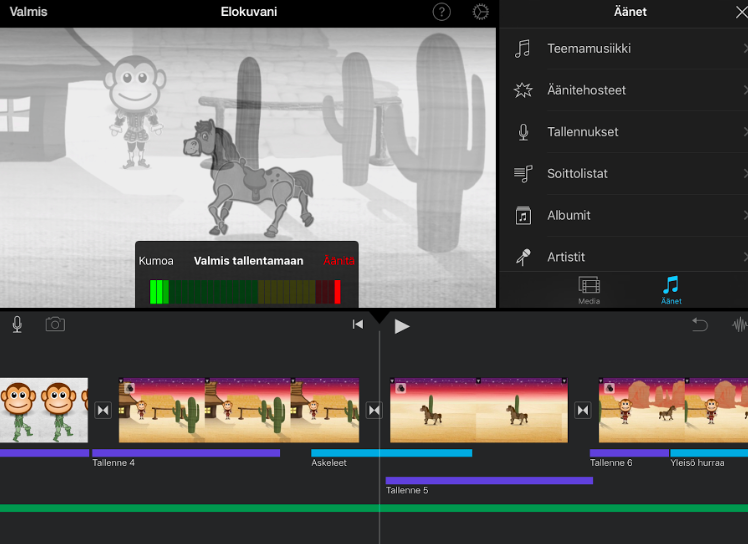 Valmis
Elokuvani
?
Äänet
Teemamusiikki
Äänitehosteet
Tallennukset
Soittolistat
Albumit
Artistit
Kumoa
Valmis tallentamaan
Äänitä
Media
Äänet
Tallenne 4
Askeleet
Tallenne 6
Yleisö hurraa
Tallenne 5